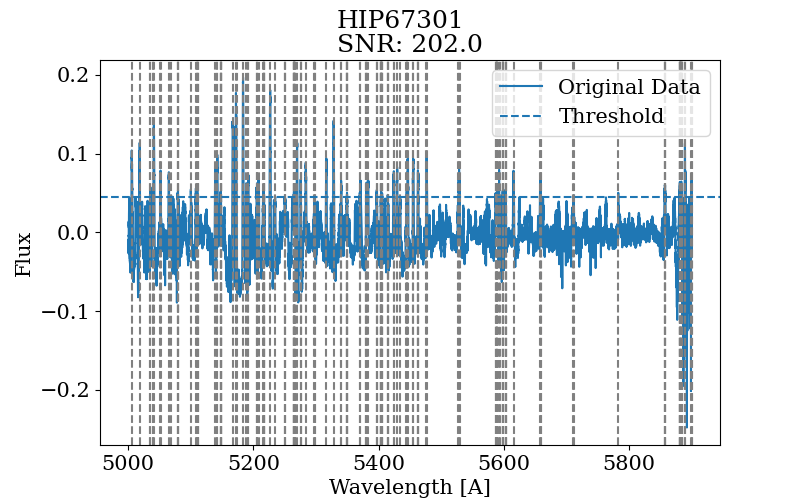 HIP67301
SNR: 202.0
Original Data
Threshold
0.2
0.1
0.0
−0.1
−0.2
Flux
5000 5200 5400 5600 5800
Wavelength [A]